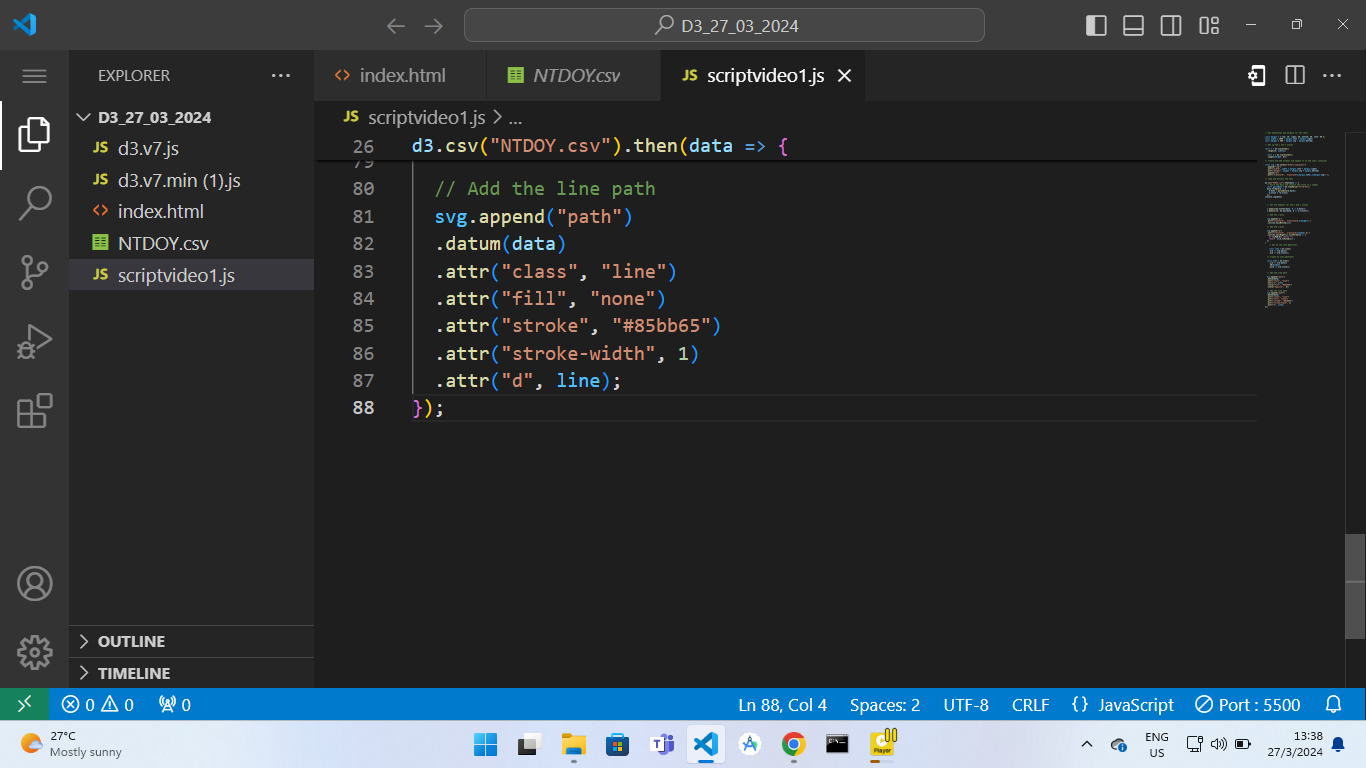 D3_27_03_2024
EXPLORER
index.html
NTDOY.csv
JS scriptvideo1.js
D3_27_03_2024
JS d3.v7.js
JS d3.v7.min (1).js
index.html
NTDOY.csv
JS scriptvideo1.js
OUTLINE
TIMELINE
JS scriptvideo1.js > ...
26 d3.csv("NTDOY.csv").then(data => {
79
80 // Add the line path
81 svg.append("path")
82 .datum(data)
83 .attr("class", "line")
84 .attr("fill", "none")
85 .attr("stroke", "#85bb65")
86 .attr("stroke-width", 1)
87 .attr("d", line);
88 });
0 0 0
Ln 88, Col 4
Spaces: 2
UTF-8
CRLF
{} JavaScript
Port : 5500
27°C
Mostly sunny
Player
ENG
US
13:38
27/3/2024